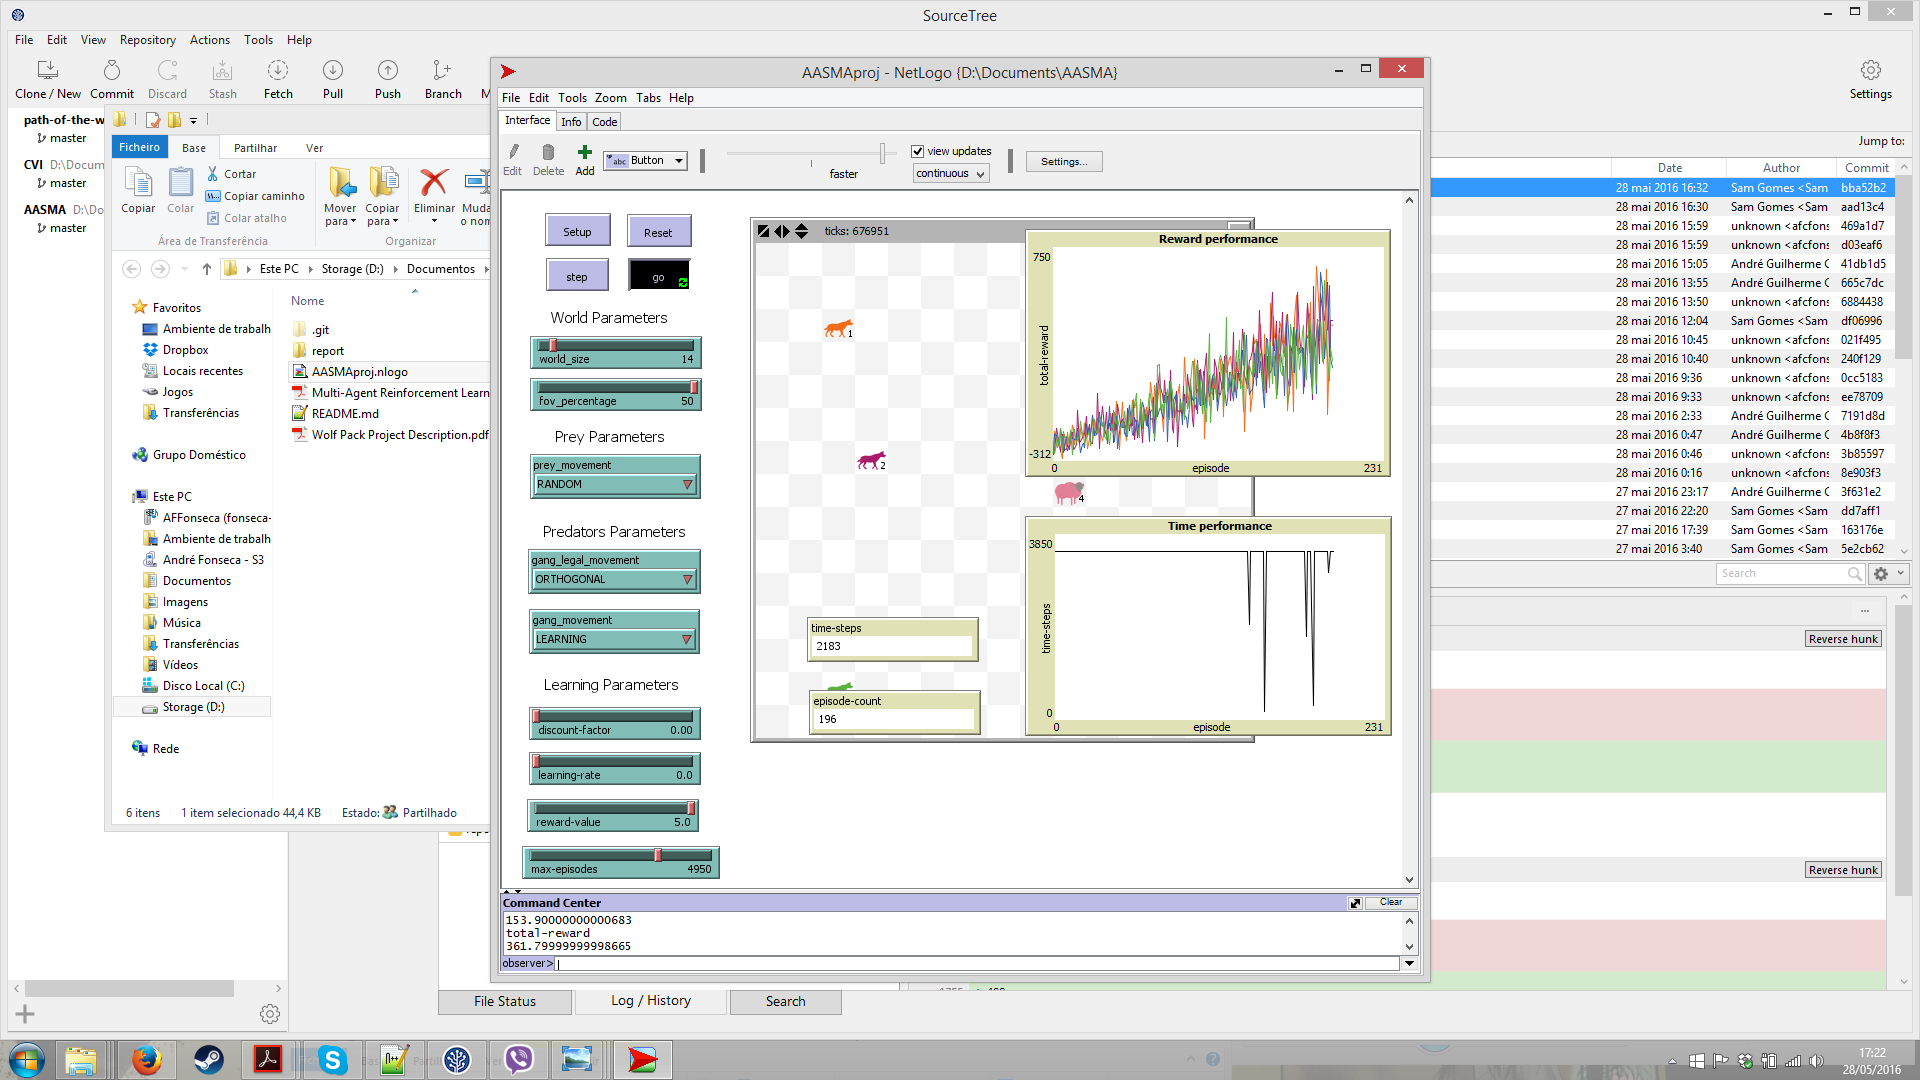 SourceTree
File Edit View Repository Actions Tools Help
Clone / New Commit Discard Stash Fetch Pull Push Branch M
Settings
path-of-the-w
master
CVI D:\Docum
master
AASMA D:\Do
master
Ficheiro Base Partilhar Ver
Copiar Colar
Cortar
Copiar caminho
Colar atalho
Área de Transferência
Mover para
Copiar para
Eliminar
Muda
o nom
Organizar
Este PC Storage (D:) Documentos
Favoritos
Ambiente de trabalh
Dropbox
Locais recentes
Jogos
Transferências
Grupo Doméstico
Este PC
AFFonseca (fonseca-
Ambiente de trabalh
André Fonseca - S3
Documentos
Imagens
Música
Transferências
Vídeos
Disco Local (C:)
Storage (D:)
Rede
Nome
.git
report
AASMAproj.nlogo
Multi-Agent Reinforcement Learn
README.md
Wolf Pack Project Description.pdf
6 itens 1 item selecionado 44,4 KB Estado: Partilhado
AASMAproj - NetLogo {D:\Documents\AASMA}
File Edit Tools Zoom Tabs Help
Interface Info Code
Edit Delete Add
abc Button
faster
view updates
continuous
Settings...
Setup Reset
step go
World Parameters
world_size 14
fov_percentage 50
Prey Parameters
prey_movement
RANDOM
Predators Parameters
gang_legal_movement
ORTHOGONAL
gang_movement
LEARNING
Learning Parameters
discount-factor 0.00
learning-rate 0.0
reward-value 5.0
max-episodes 4950
ticks: 676951
1
2
4
time-steps
2183
episode-count
196
Reward performance
750
total-reward
-312
0 episode 231
Time performance
3850
time-steps
0
0 episode 231
Command Center
Clear
153.90000000000683
total-reward
361.79999999998665
observer>
Jump to:
Date Author Commit
28 mai 2016 16:32 Sam Gomes <Sam bba52b2
28 mai 2016 16:30 Sam Gomes <Sam aad13c4
28 mai 2016 15:59 unknown <afcfons 469a1d7
28 mai 2016 15:59 unknown <afcfons d03eaf6
28 mai 2016 15:05 André Guilherme C 41db1d5
28 mai 2016 13:55 André Guilherme C 665c7dc
28 mai 2016 13:50 unknown <afcfons 6884438
28 mai 2016 12:04 Sam Gomes <Sam df06996
28 mai 2016 10:45 unknown <afcfons 021f495
28 mai 2016 10:40 unknown <afcfons 240f129
28 mai 2016 9:36 unknown <afcfons 0cc5183
28 mai 2016 9:33 unknown <afcfons ee78709
28 mai 2016 2:33 André Guilherme C 7191d8d
28 mai 2016 0:47 André Guilherme C 4b8f8f3
28 mai 2016 0:46 unknown <afcfons 3b85597
28 mai 2016 0:16 unknown <afcfons 8e903f3
27 mai 2016 23:17 André Guilherme C 3f631e2
27 mai 2016 22:20 Sam Gomes <Sam dd7aff1
27 mai 2016 17:39 Sam Gomes <Sam 163176e
27 mai 2016 3:40 Sam Gomes <Sam 5e2cb62
Search
...
Reverse hunk
Reverse hunk
File Status Log / History Search
17:22
28/05/2016